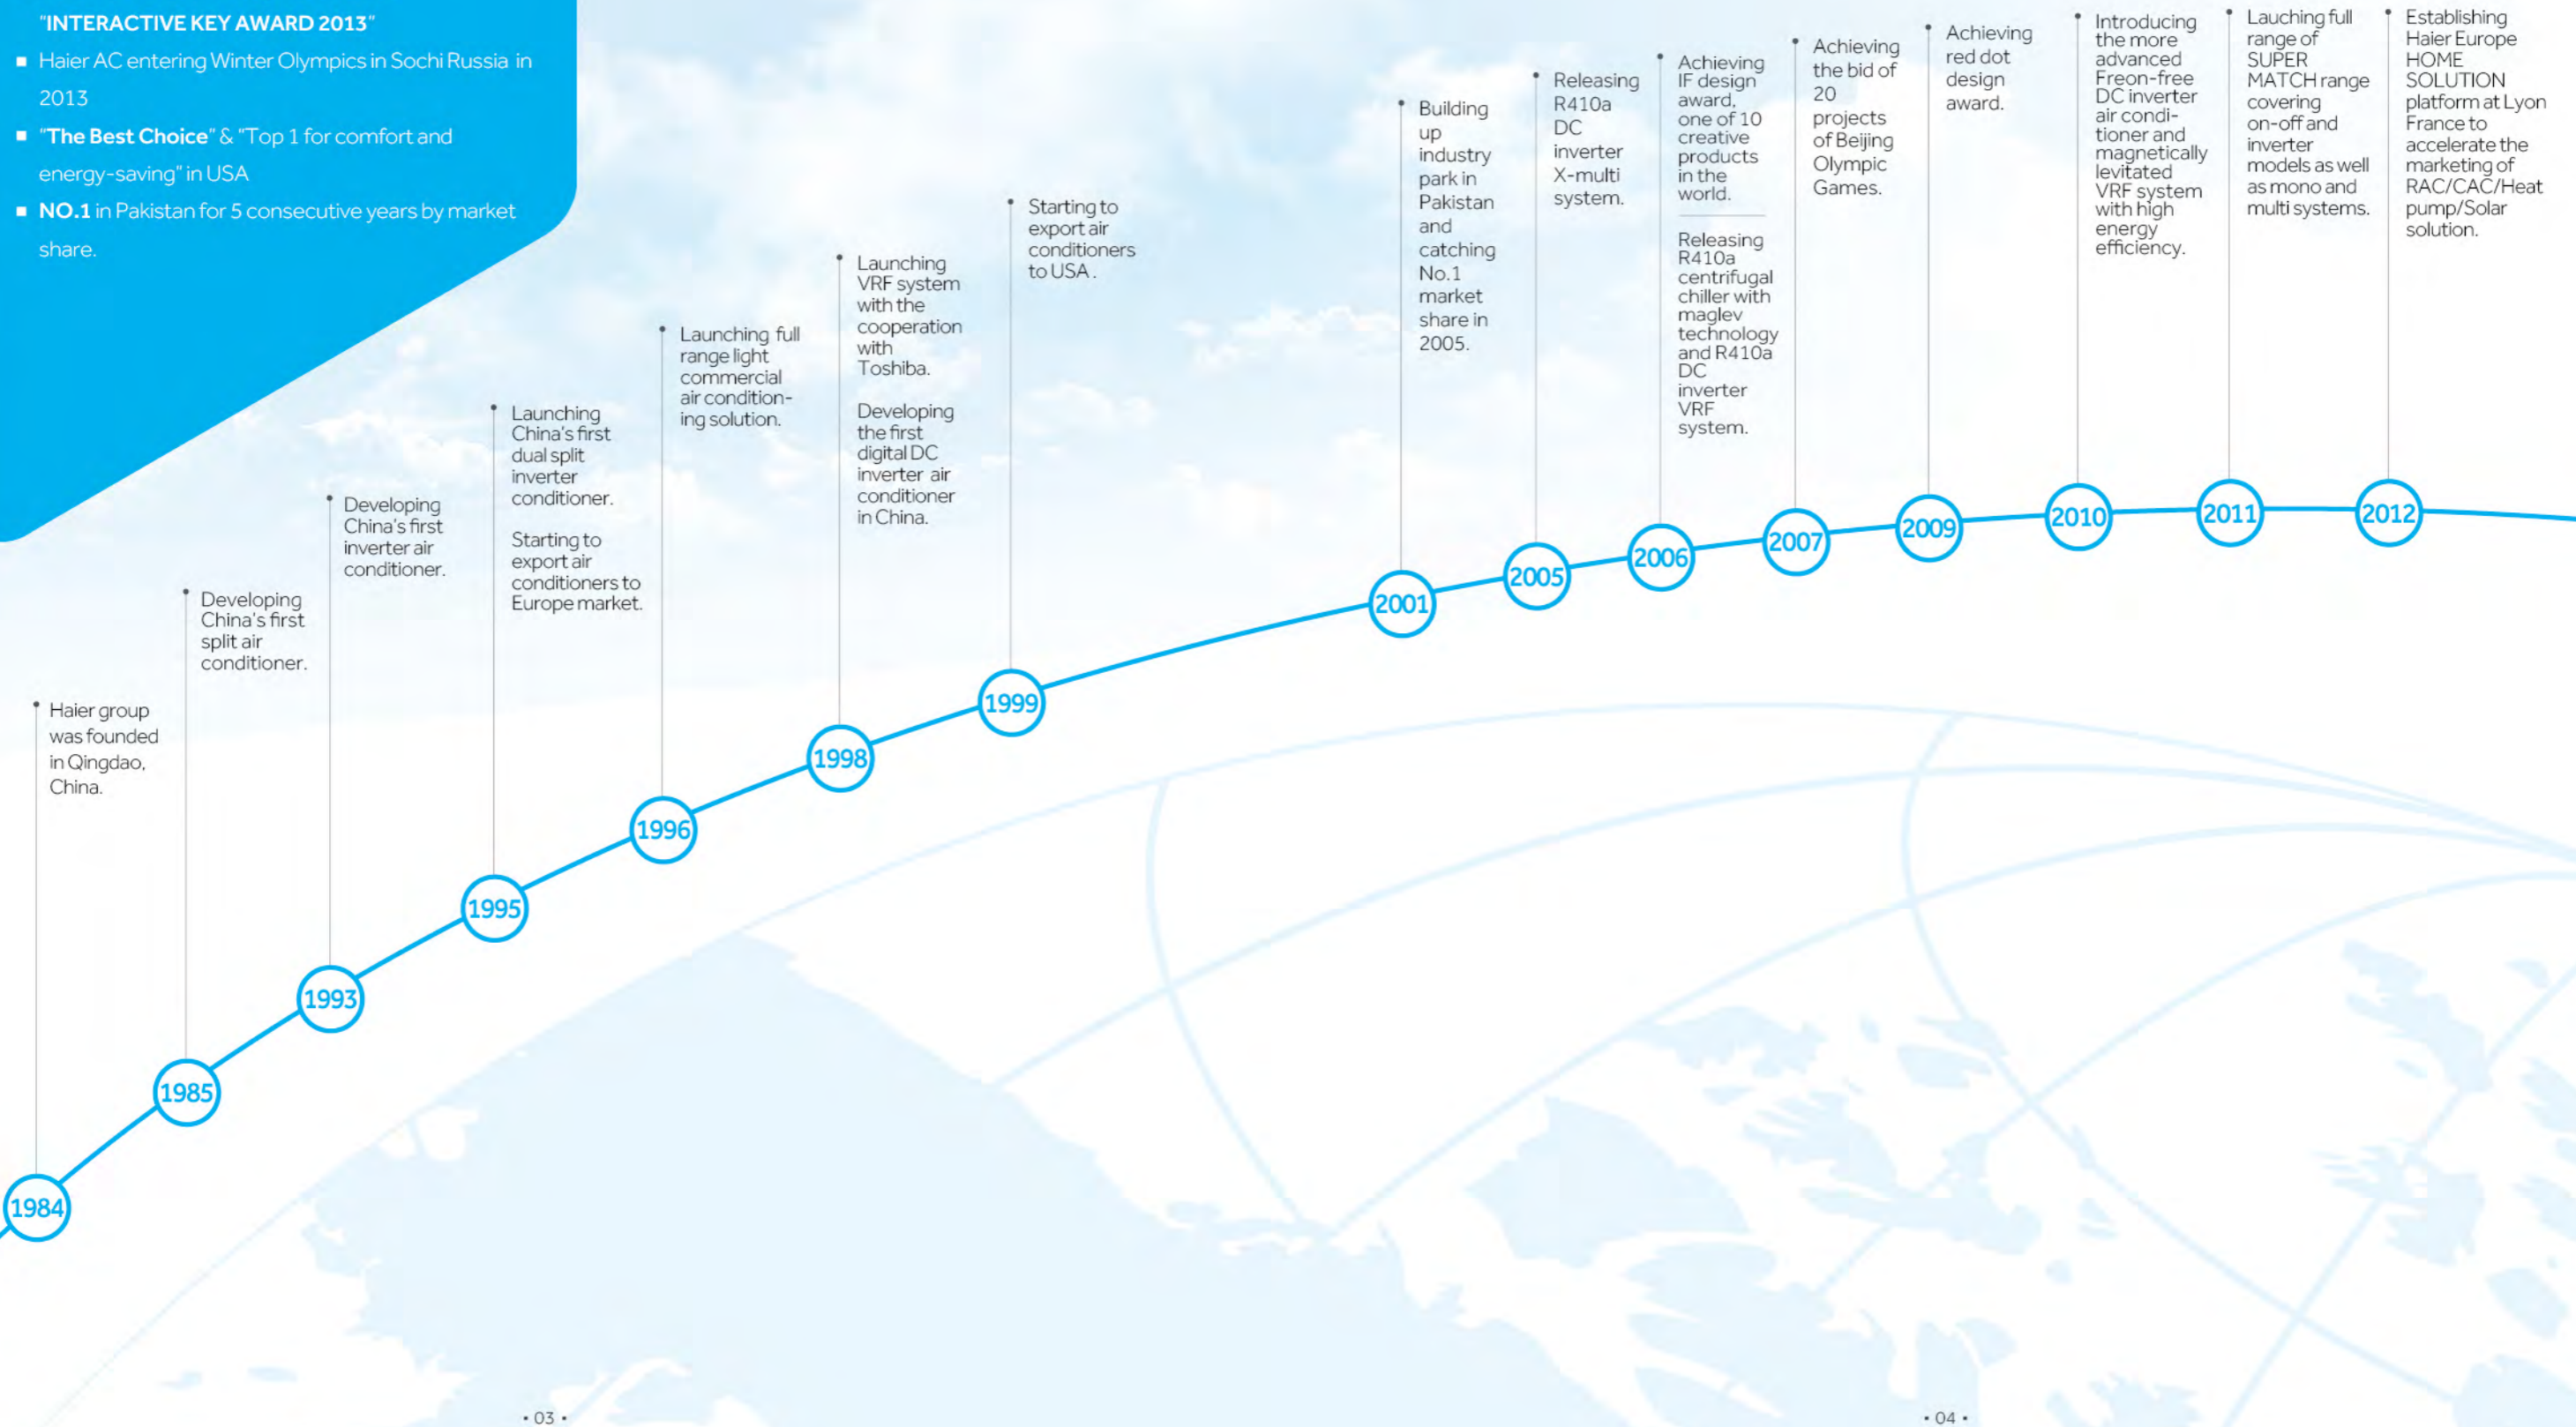 "INTERACTIVE KEY AWARD 2013"
■ Haier AC entering Winter Olympics in Sochi Russia in
2013
■ "The Best Choice" & "Top 1 for comfort and
energy-saving" in USA
■ NO.1 in Pakistan for 5 consecutive years by market
share.
Haier group
was founded
in Qingdao,
China.
1984
Developing
China's first
split air
conditioner.
1985
Developing
China's first
inverter air
conditioner.
1993
Launching
China's first
dual split
inverter
conditioner.
Starting to
export air
conditioners to
Europe market.
1995
Launching full
range light
commercial
air condition-
ing solution.
1996
Launching
VRF system
with the
cooperation
with
Toshiba.
Developing
the first
digital DC
inverter air
conditioner
in China.
1998
Starting to
export air
conditioners
to USA.
1999
Building
up
industry
park in
Pakistan
and
catching
No.1
market
share in
2005.
2001
Releasing
R410a
DC
inverter
X-multi
system.
2005
Achieving
IF design
award,
one of 10
creative
products
in the
world.
Releasing
R410a
centrifugal
chiller with
maglev
technology
and R410a
DC
inverter
VRF
system.
2006
Achieving
the bid of
20
projects
of Beijing
Olympic
Games.
2007
Achieving
red dot
design
award.
2009
Introducing
the more
advanced
Freon-free
DC inverter
air condi-
tioner and
magnetically
levitated
VRF system
with high
energy
efficiency.
2010
Lauching full
range of
SUPER
MATCH range
covering
on-off and
inverter
models as well
as mono and
multi systems.
2011
Establishing
Haier Europe
HOME
SOLUTION
platform at Lyon
France to
accelerate the
marketing of
RAC/CAC/Heat
pump/Solar
solution.
2012
▪ 03 ▪
▪ 04 ▪